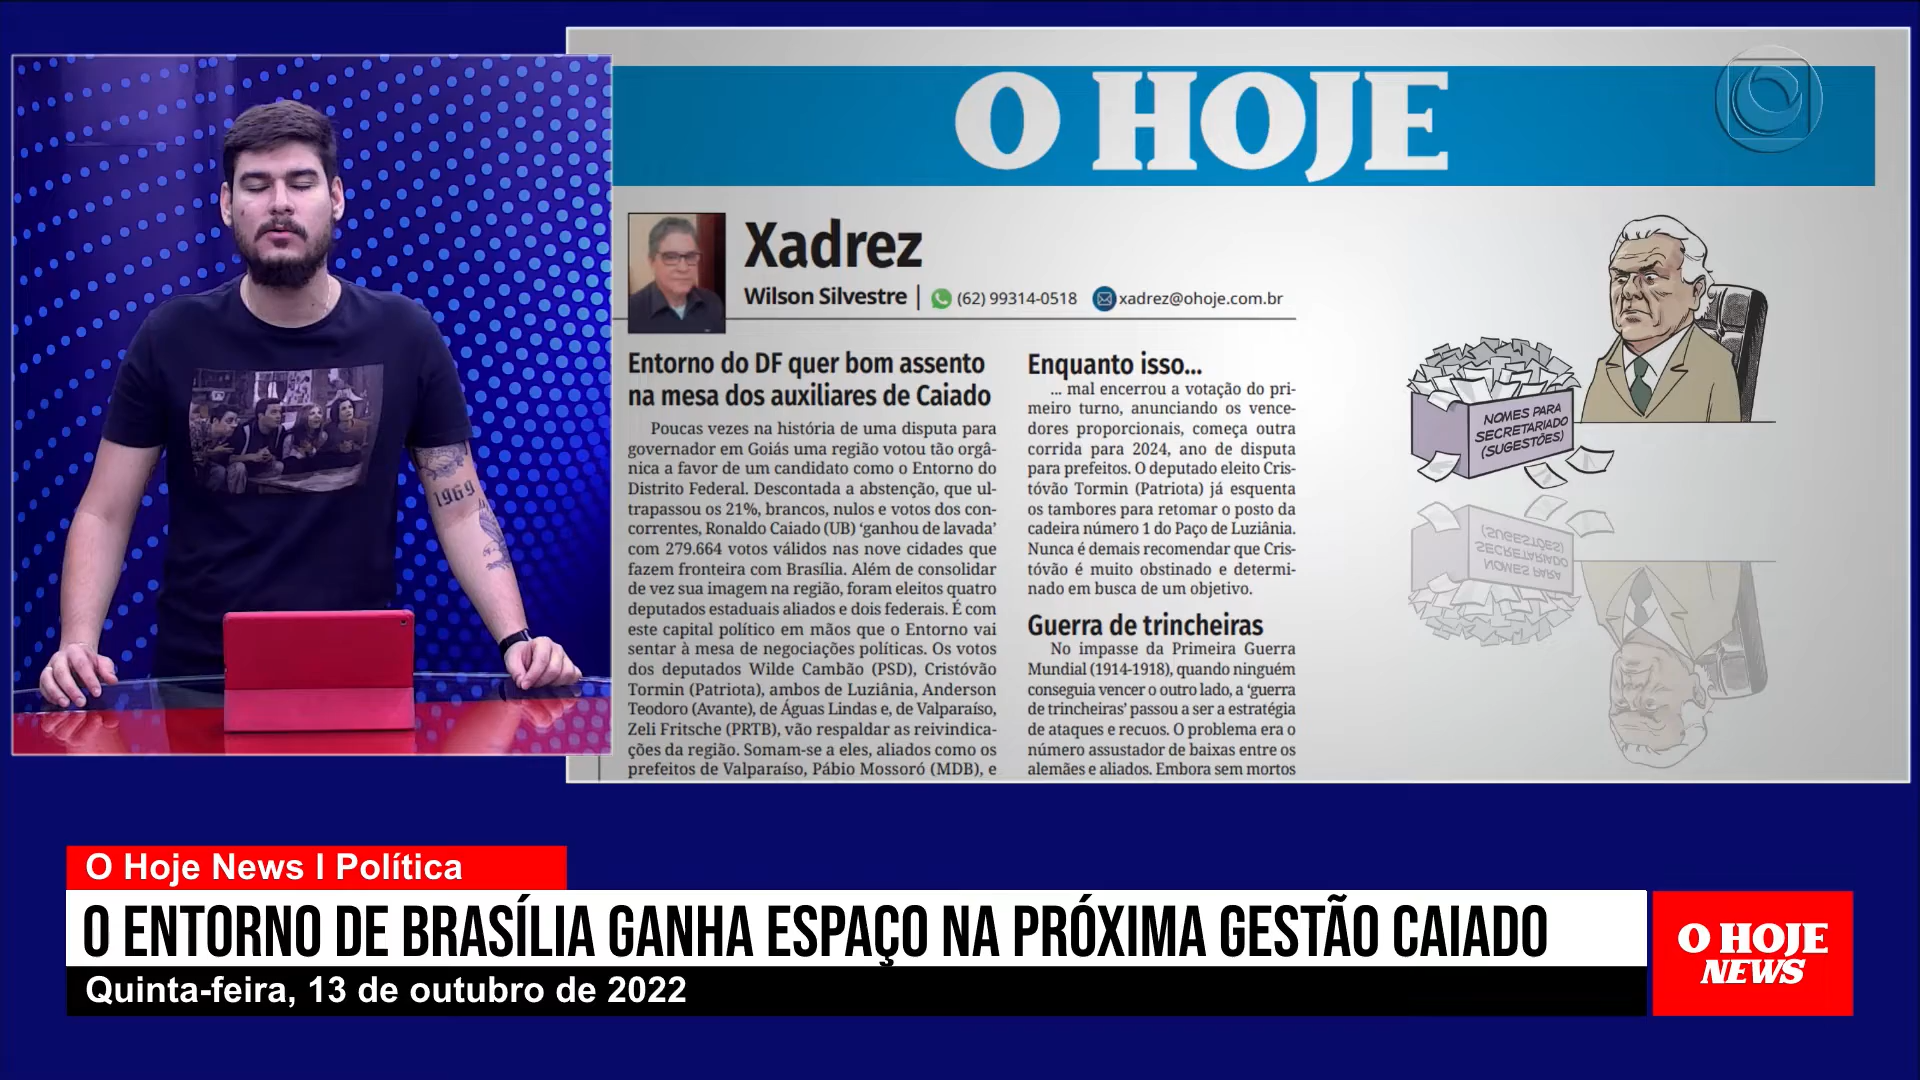 O HOJE
Xadrez
Wilson Silvestre | (62) 99314-0518 xadrez@ohoje.com.br
Entorno do DF quer bom assento
na mesa dos auxiliares de Caiado
Poucas vezes na história de uma disputa para
governador em Goiás uma região votou tão orgâ-
nica a favor de um candidato como o Entorno do
Distrito Federal. Descontada a abstenção, que ul-
trapassou os 21%, brancos, nulos e votos dos con-
correntes, Ronaldo Caiado (UB) ‘ganhou de lavada’
com 279.664 votos válidos nas nove cidades que
fazem fronteira com Brasília. Além de consolidar
de vez sua imagem na região, foram eleitos quatro
deputados estaduais aliados e dois federais. É com
este capital político em mãos que o Entorno vai
sentar à mesa de negociações políticas. Os votos
dos deputados Wilde Cambão (PSD), Cristóvão
Tormin (Patriota), ambos de Luziânia, Anderson
Teodoro (Avante), de Águas Lindas e, de Valparaíso,
Zeli Fritsche (PRTB), vão respaldar as reivindica-
ções da região. Somam-se a eles, aliados como os
prefeitos de Valparaíso, Pábio Mossoró (MDB), e
Enquanto isso...
... mal encerrou a votação do pri-
meiro turno, anunciando os vence-
dores proporcionais, começa outra
corrida para 2024, ano de disputa
para prefeitos. O deputado eleito Cris-
tóvão Tormin (Patriota) já esquenta
os tambores para retomar o posto da
cadeira número 1 do Paço de Luziânia.
Nunca é demais recomendar que Cris-
tóvão é muito obstinado e determi-
nado em busca de um objetivo.
Guerra de trincheiras
No impasse da Primeira Guerra
Mundial (1914-1918), quando ninguém
conseguia vencer o outro lado, a ‘guerra
de trincheiras’ passou a ser a estratégia
de ataques e recuos. O problema era o
número assustador de baixas entre os
alemães e aliados. Embora sem mortos
NOMES PARA
SECRETARIADO
(SUGESTÕES)
NOMES PARA
SECRETARIADO
(SUGESTÕES)
1969
O Hoje News I Política
O ENTORNO DE BRASÍLIA GANHA ESPAÇO NA PRÓXIMA GESTÃO CAIADO
Quinta-feira, 13 de outubro de 2022
O HOJE
NEWS